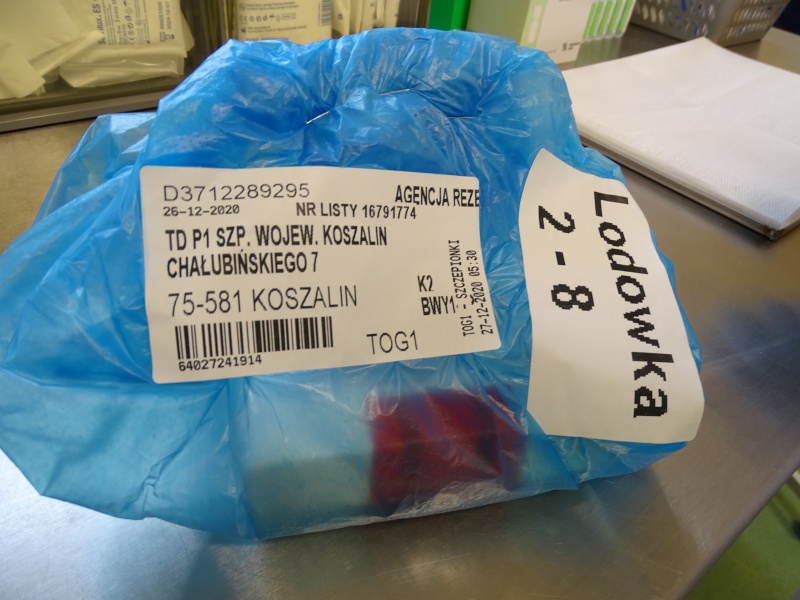 D3712289295
AGENCJA REZE
26-12-2020
NR LISTY 16791774
TD P1 SZP. WOJEW. KOSZALIN
CHAŁUBIŃSKIEGO 7
75-581 KOSZALIN
K2
BWY1
64027241914
TOG1
TOG1 - SZCZEPIONKI
27-12-2020 05:30
Lodowka
2 - 8